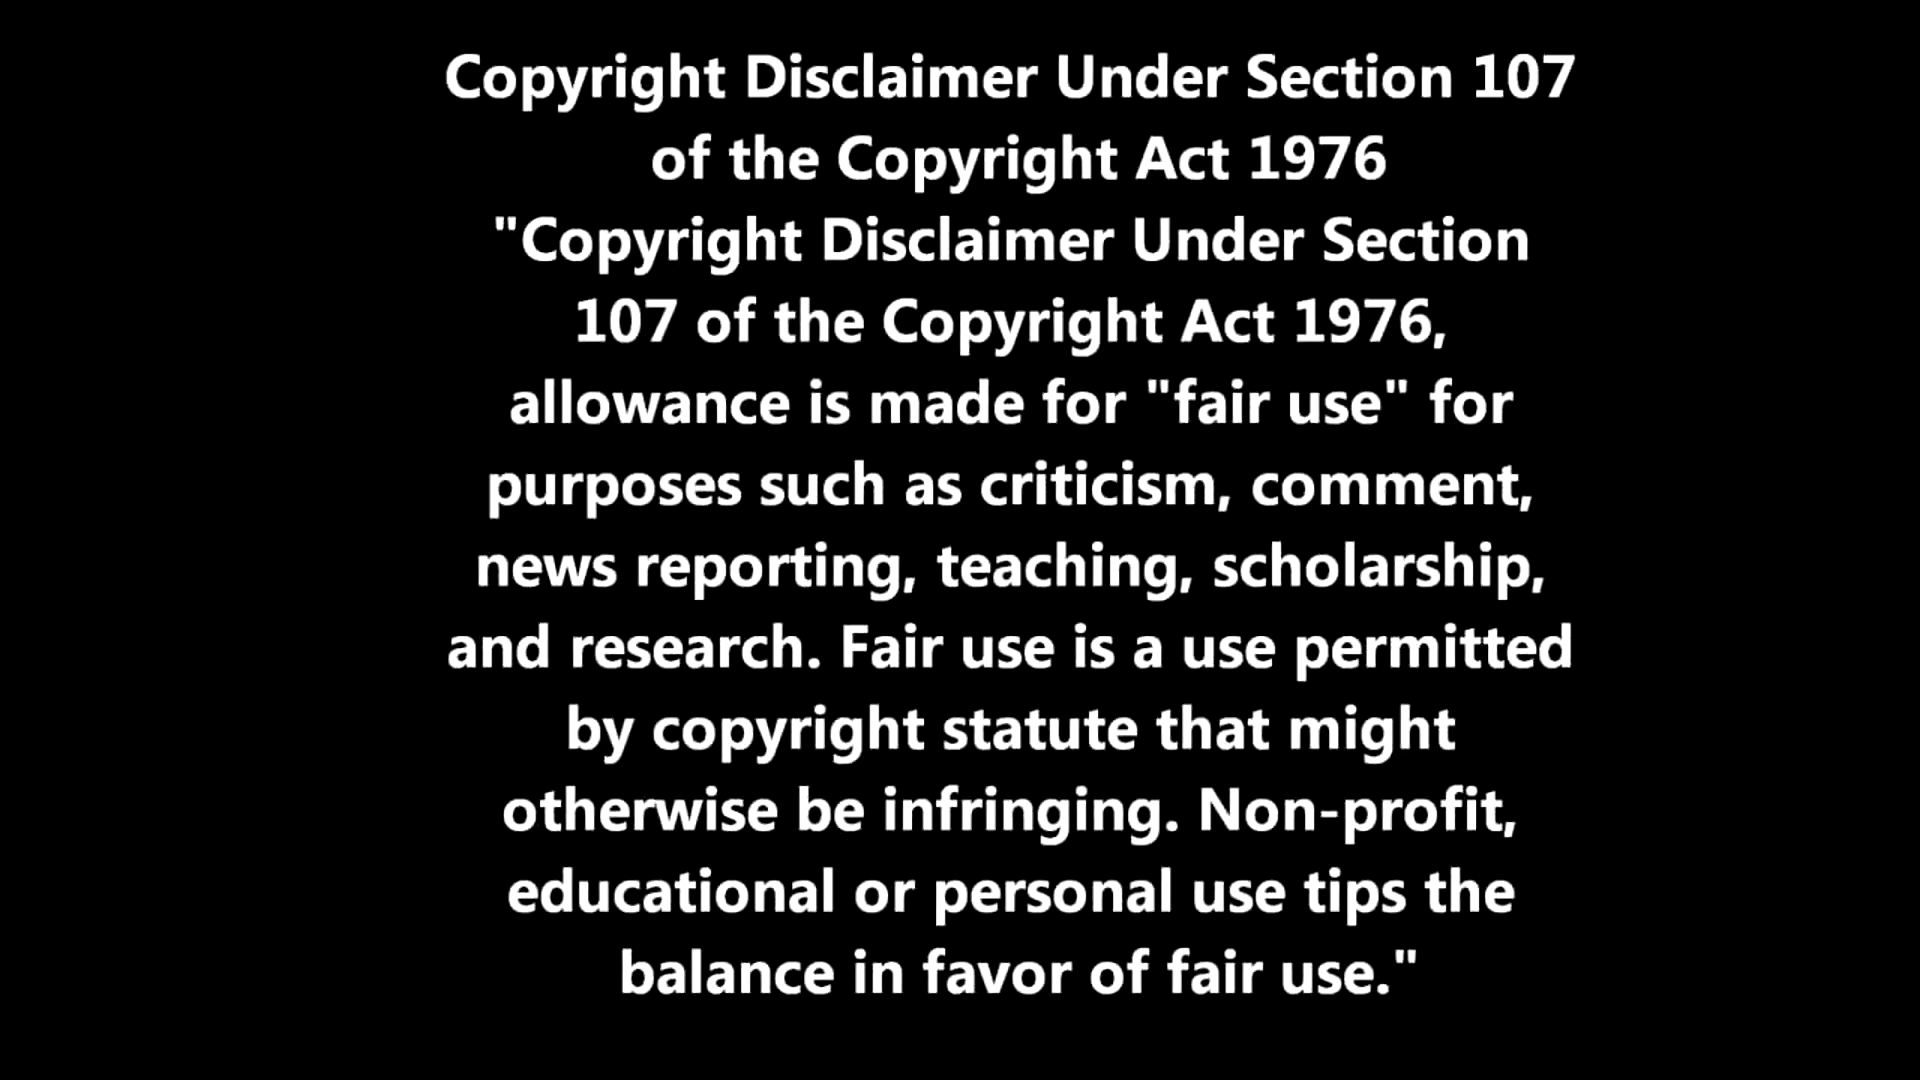 Copyright Disclaimer Under Section 107
of the Copyright Act 1976
"Copyright Disclaimer Under Section
107 of the Copyright Act 1976,
allowance is made for "fair use" for
purposes such as criticism, comment,
news reporting, teaching, scholarship,
and research. Fair use is a use permitted
by copyright statute that might
otherwise be infringing. Non-profit,
educational or personal use tips the
balance in favor of fair use."